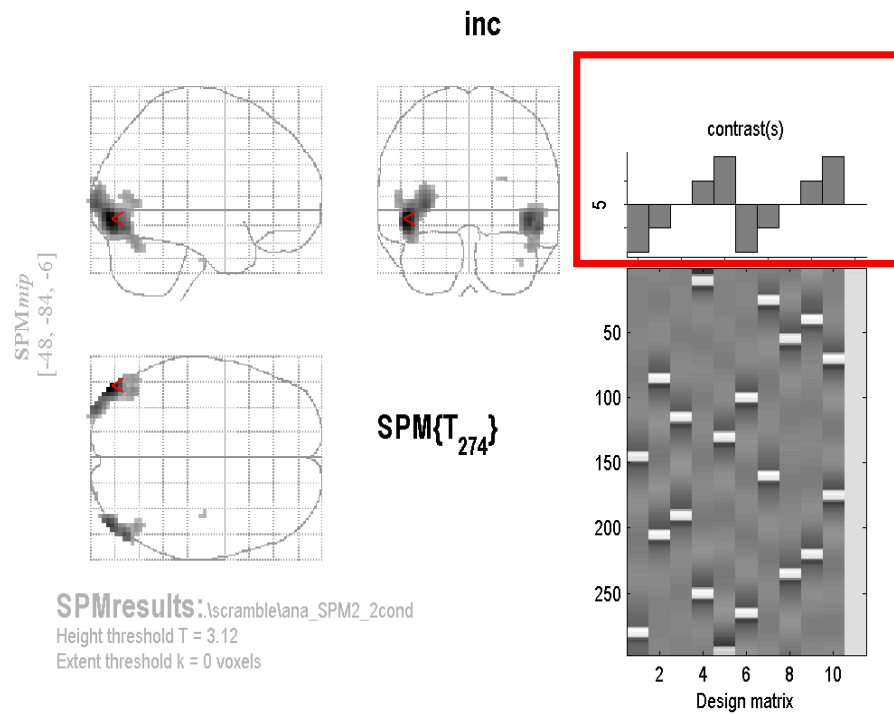 inc
contrast(s)
5
SPMmip
[-48, -84, -6]
<
<
<
SPM{T274}
50
100
150
200
250
2 4 6 8 10
Design matrix
SPMresults:.\scramble\ana_SPM2_2cond
Height threshold T = 3.12
Extent threshold k = 0 voxels